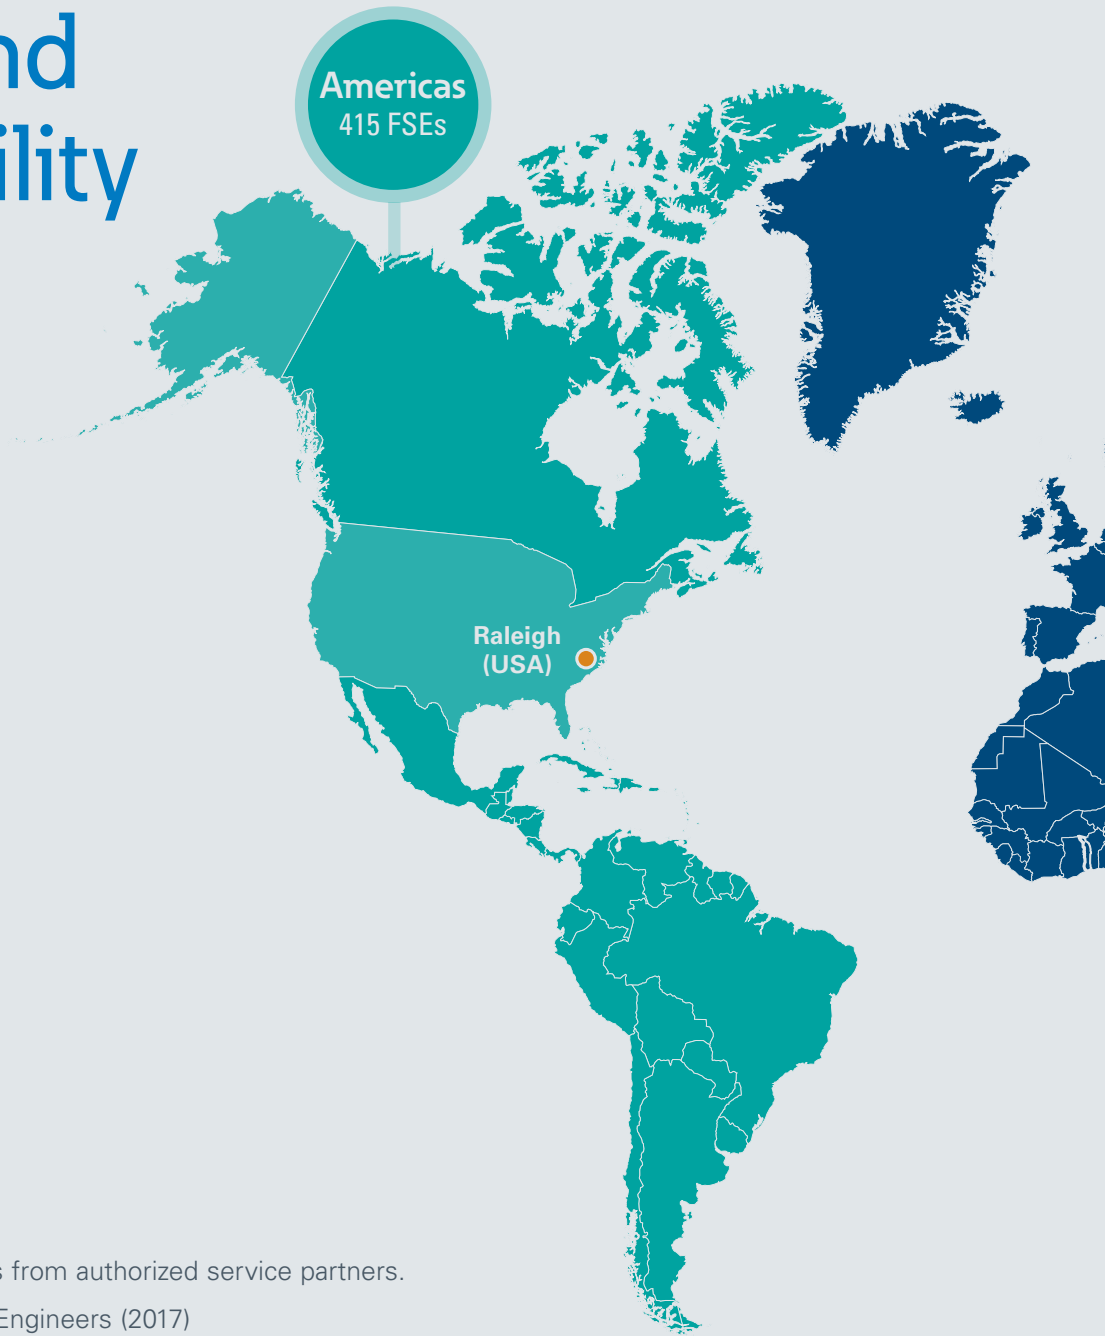 nd
ility
Americas
415 FSEs
Raleigh
(USA)
s from authorized service partners.
Engineers (2017)